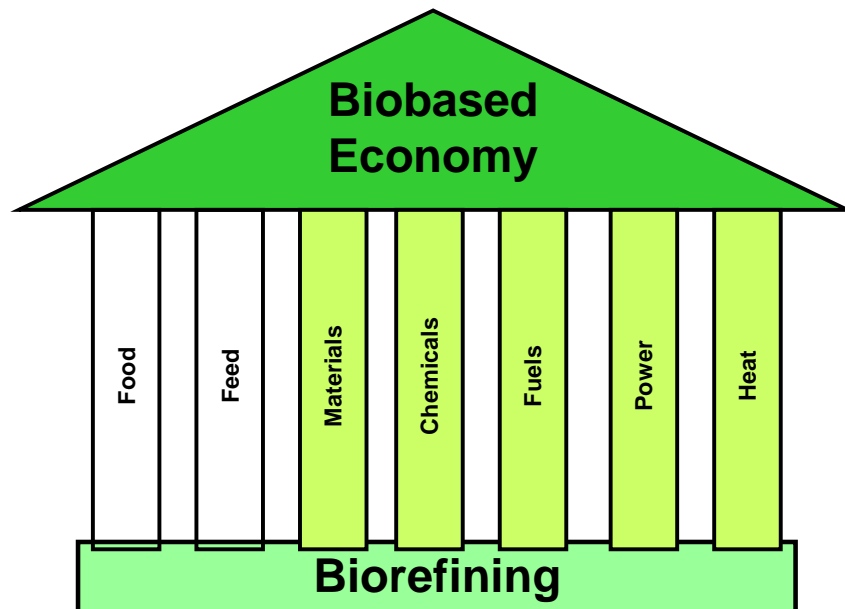 Biobased
Economy
Food
Feed
Materials
Chemicals
Fuels
Power
Heat
Biorefining